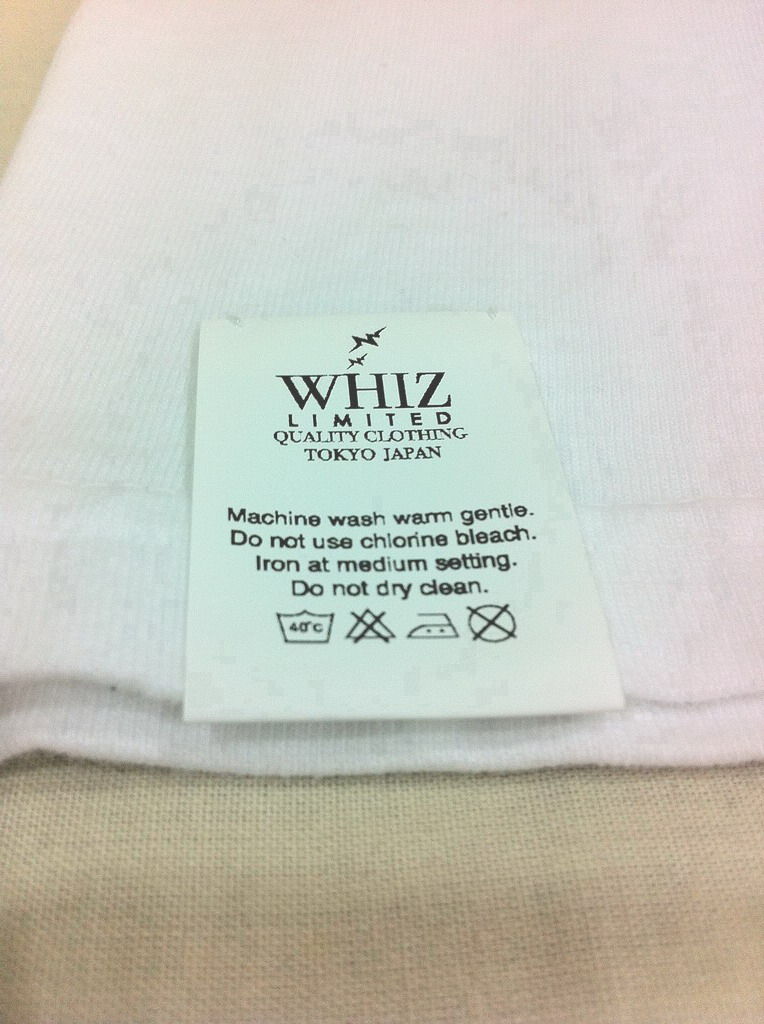 WHIZ
LIMITED
QUALITY CLOTHING
TOKYO JAPAN
Machine wash warm gentle.
Do not use chlorine bleach.
Iron at medium setting.
Do not dry clean.
40°C